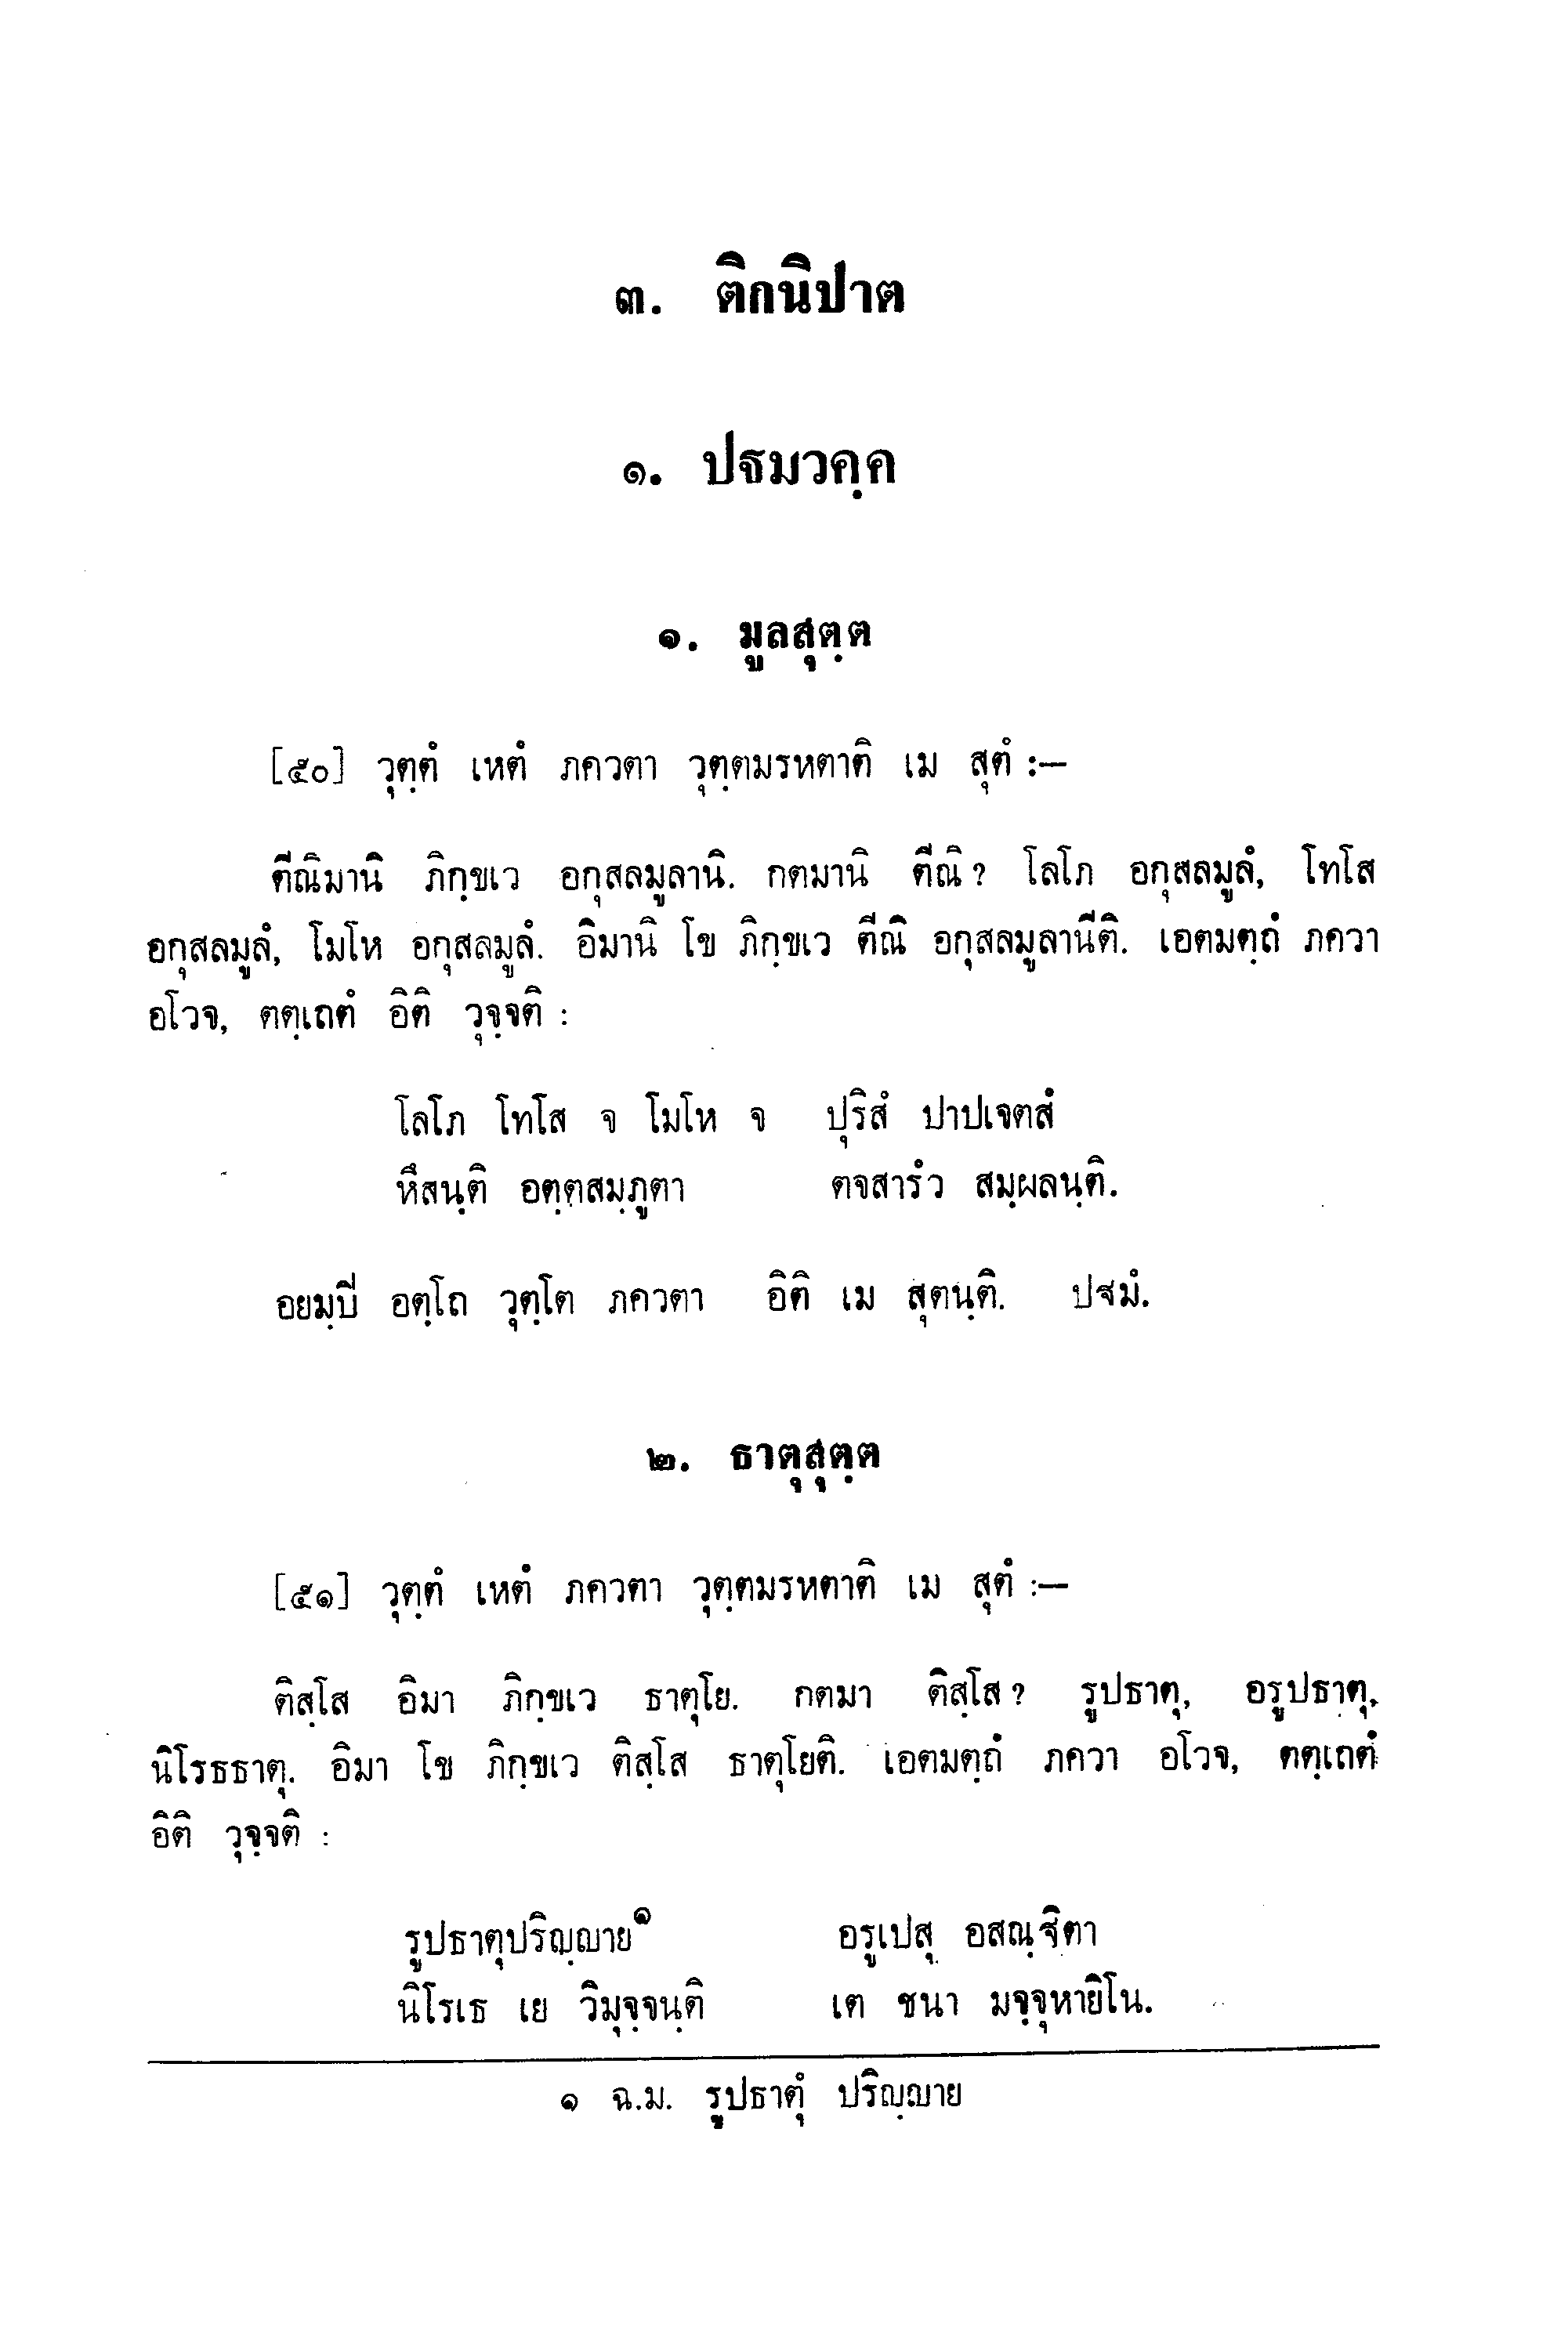 ๓. ติกนิปาต
๑. ปฐมวคฺค
๑. มูลสุตฺต
[๕๐] วุตฺตํ เหตํ ภควตา วุตฺตมรหตาติ เม สุตํ :—
ตีณิมานิ ภิกฺขเว อกุสลมูลานิ. กตมานิ ตีณิ? โลโภ อกุสลมูลํ, โทโส
อกุสลมูลํ, โมโห อกุสลมูลํ. อิมานิ โข ภิกฺขเว ตีณิ อกุสลมูลานีติ. เอตมตฺถํ ภควา
อโวจ, ตตฺเถตํ อิติ วุจฺจติ :
โลโภ โทโส จ โมโห จ ปุริสํ ปาปเจตสํ
หึสนฺติ อตฺตสมฺภูตา ตจสารํว สมฺผลนฺติ.
อยมฺปี อตฺโถ วุตฺโต ภควตา อิติ เม สุตนฺติ. ปฐมํ.
๒. ธาตุสุตฺต
[๕๑] วุตฺตํ เหตํ ภควตา วุตฺตมรหตาติ เม สุตํ :—
ติสฺโส อิมา ภิกฺขเว ธาตุโย. กตมา ติสฺโส? รูปธาตุ, อรูปธาตุ,
นิโรธธาตุ. อิมา โข ภิกฺขเว ติสฺโส ธาตุโยติ. เอตมตฺถํ ภควา อโวจ, ตตฺเถตํ
อิติ วุจฺจติ :
รูปธาตุปริญฺญาย๑ อรูเปสุ อสณฺฐิตา
นิโรเธ เย วิมุจฺจนฺติ เต ชนา มจฺจุหายิโน.
๑ ฉ.ม. รูปธาตุํ ปริญฺญาย